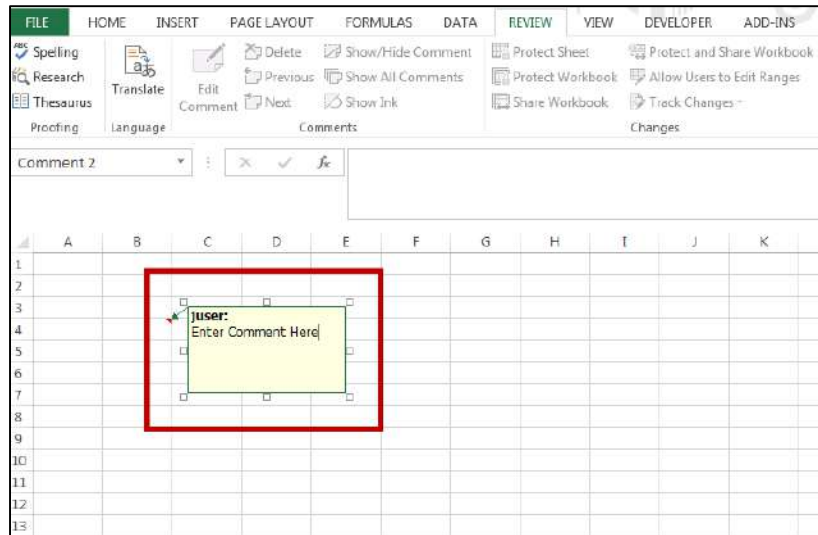 FILE HOME INSERT PAGE LAYOUT FORMULAS DATA REVIEW VIEW DEVELOPER ADD-INS
ABC Spelling Delete Show/Hide Comment Protect Sheet Protect and Share Workbook
Research Translate Edit Comment Previous Show All Comments Protect Workbook Allow Users to Edit Ranges
Thesaurus Next Show Ink Share Workbook Track Changes
Proofing Language Comments Changes
Comment 2 fx
A B C D E F G H I J K
1
2
3 juser:
4 Enter Comment Here
5
6
7
8
9
10
11
12
13